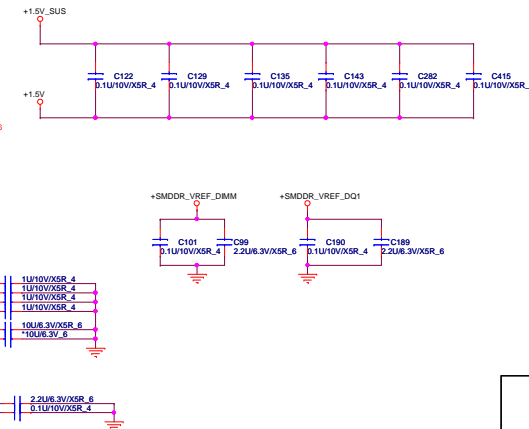 +1.5V_SUS
C122
0.1U/10V/X5R_4
C129
0.1U/10V/X5R_4
C135
0.1U/10V/X5R_4
C143
0.1U/10V/X5R_4
C282
0.1U/10V/X5R_4
C415
0.1U/10V/X5R
+1.5V
+SMDDR_VREF_DIMM
+SMDDR_VREF_DQ1
C101
0.1U/10V/X5R_4
C99
2.2U/6.3V/X5R_6
C190
0.1U/10V/X5R_4
C189
2.2U/6.3V/X5R_6
1U/10V/X5R_4
1U/10V/X5R_4
1U/10V/X5R_4
1U/10V/X5R_4
10U/6.3V/X5R_6
*10U/6.3V_6
2.2U/6.3V/X5R_6
0.1U/10V/X5R_4